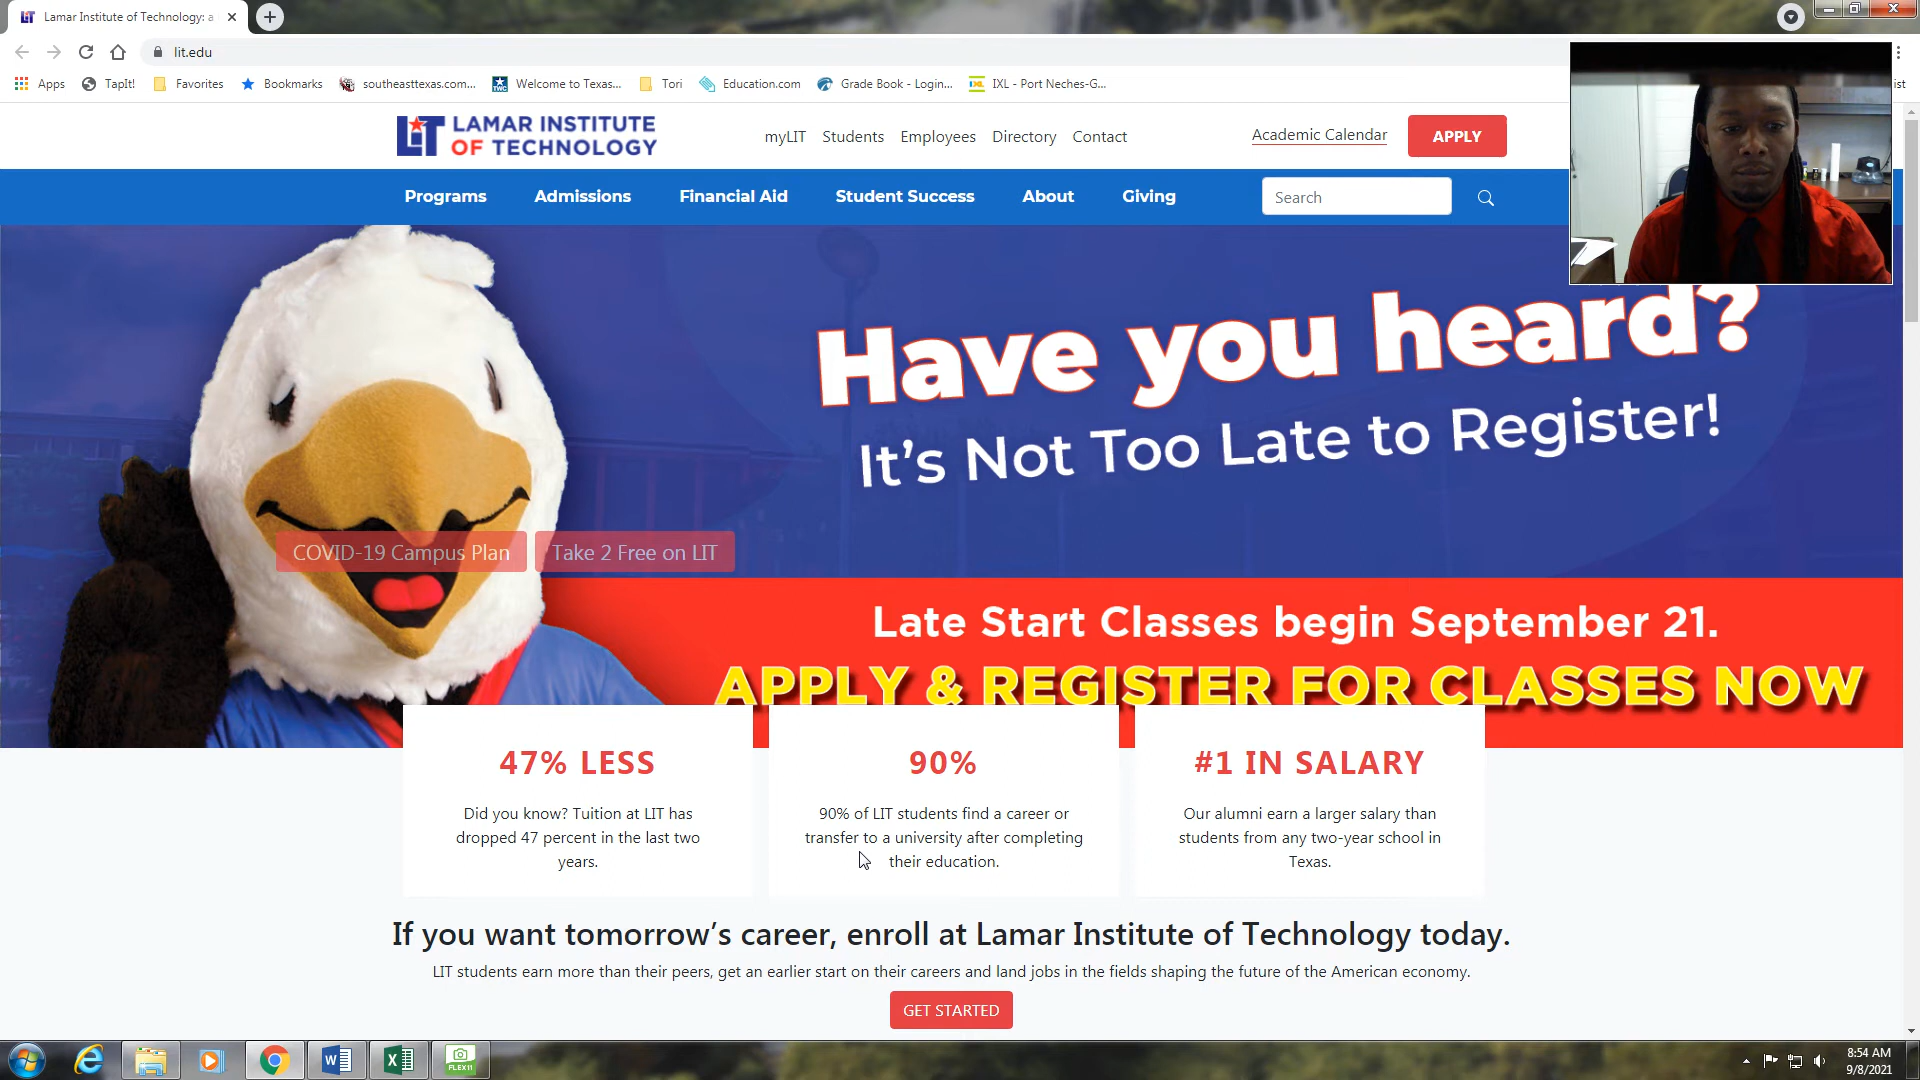 Lamar Institute of Technology: a
lit.edu
Apps TapIt! Favorites Bookmarks southeasttexas.com... Welcome to Texas... Tori Education.com Grade Book - Login... IXL - Port Neches-G...
ist
LIT LAMAR INSTITUTE
OF TECHNOLOGY
myLIT Students Employees Directory Contact
Academic Calendar APPLY
Programs Admissions Financial Aid Student Success About Giving Search
Have you heard?
It's Not Too Late to Register!
COVID-19 Campus Plan Take 2 Free on LIT
Late Start Classes begin September 21.
APPLY & REGISTER FOR CLASSES NOW
47% LESS
Did you know? Tuition at LIT has
dropped 47 percent in the last two
years.
90%
90% of LIT students find a career or
transfer to a university after completing
their education.
#1 IN SALARY
Our alumni earn a larger salary than
students from any two-year school in
Texas.
If you want tomorrow’s career, enroll at Lamar Institute of Technology today.
LIT students earn more than their peers, get an earlier start on their careers and land jobs in the fields shaping the future of the American economy.
GET STARTED
FLEX11
8:54 AM
9/8/2021